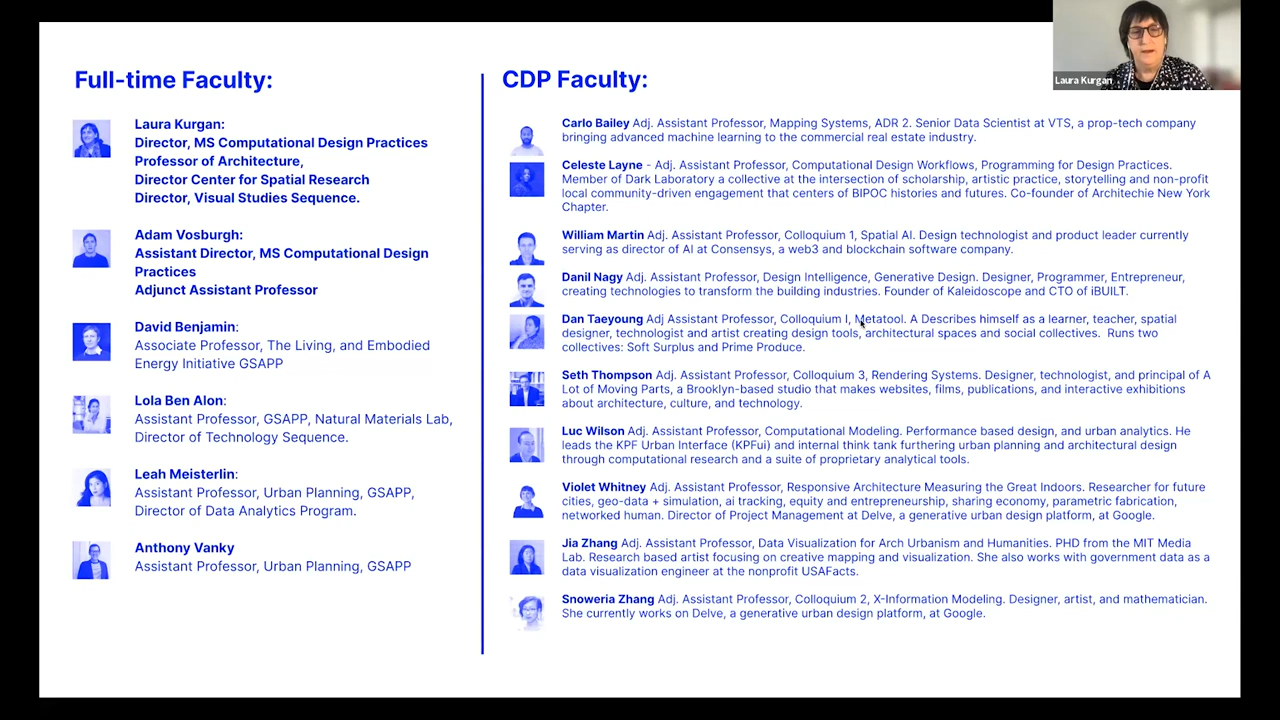 Full-time Faculty:
Laura Kurgan:
Director, MS Computational Design Practices
Professor of Architecture,
Director Center for Spatial Research
Director, Visual Studies Sequence.
Adam Vosburgh:
Assistant Director, MS Computational Design
Practices
Adjunct Assistant Professor
David Benjamin:
Associate Professor, The Living, and Embodied
Energy Initiative GSAPP
Lola Ben Alon:
Assistant Professor, GSAPP, Natural Materials Lab,
Director of Technology Sequence.
Leah Meisterlin:
Assistant Professor, Urban Planning, GSAPP,
Director of Data Analytics Program.
Anthony Vanky
Assistant Professor, Urban Planning, GSAPP
CDP Faculty:
Carlo Bailey Adj. Assistant Professor, Mapping Systems, ADR 2. Senior Data Scientist at VTS, a prop-tech company
bringing advanced machine learning to the commercial real estate industry.
Celeste Layne - Adj. Assistant Professor, Computational Design Workflows, Programming for Design Practices.
Member of Dark Laboratory a collective at the intersection of scholarship, artistic practice, storytelling and non-profit
local community-driven engagement that centers of BIPOC histories and futures. Co-founder of Architechie New York
Chapter.
William Martin Adj. Assistant Professor, Colloquium 1, Spatial AI. Design technologist and product leader currently
serving as director of AI at Consensys, a web3 and blockchain software company.
Danil Nagy Adj. Assistant Professor, Design Intelligence, Generative Design. Designer, Programmer, Entrepreneur,
creating technologies to transform the building industries. Founder of Kaleidoscope and CTO of iBUILT.
Dan Taeyoung Adj Assistant Professor, Colloquium I, Metatool. A Describes himself as a learner, teacher, spatial
designer, technologist and artist creating design tools, architectural spaces and social collectives. Runs two
collectives: Soft Surplus and Prime Produce.
Seth Thompson Adj. Assistant Professor, Colloquium 3, Rendering Systems. Designer, technologist, and principal of A
Lot of Moving Parts, a Brooklyn-based studio that makes websites, films, publications, and interactive exhibitions
about architecture, culture, and technology.
Luc Wilson Adj. Assistant Professor, Computational Modeling. Performance based design, and urban analytics. He
leads the KPF Urban Interface (KPFui) and internal think tank furthering urban planning and architectural design
through computational research and a suite of proprietary analytical tools.
Violet Whitney Adj. Assistant Professor, Responsive Architecture Measuring the Great Indoors. Researcher for future
cities, geo-data + simulation, ai tracking, equity and entrepreneurship, sharing economy, parametric fabrication,
networked human. Director of Project Management at Delve, a generative urban design platform, at Google.
Jia Zhang Adj. Assistant Professor, Data Visualization for Arch Urbanism and Humanities. PHD from the MIT Media
Lab. Research based artist focusing on creative mapping and visualization. She also works with government data as a
data visualization engineer at the nonprofit USAFacts.
Snoweria Zhang Adj. Assistant Professor, Colloquium 2, X-Information Modeling. Designer, artist, and mathematician.
She currently works on Delve, a generative urban design platform, at Google.
Laura Kurgan